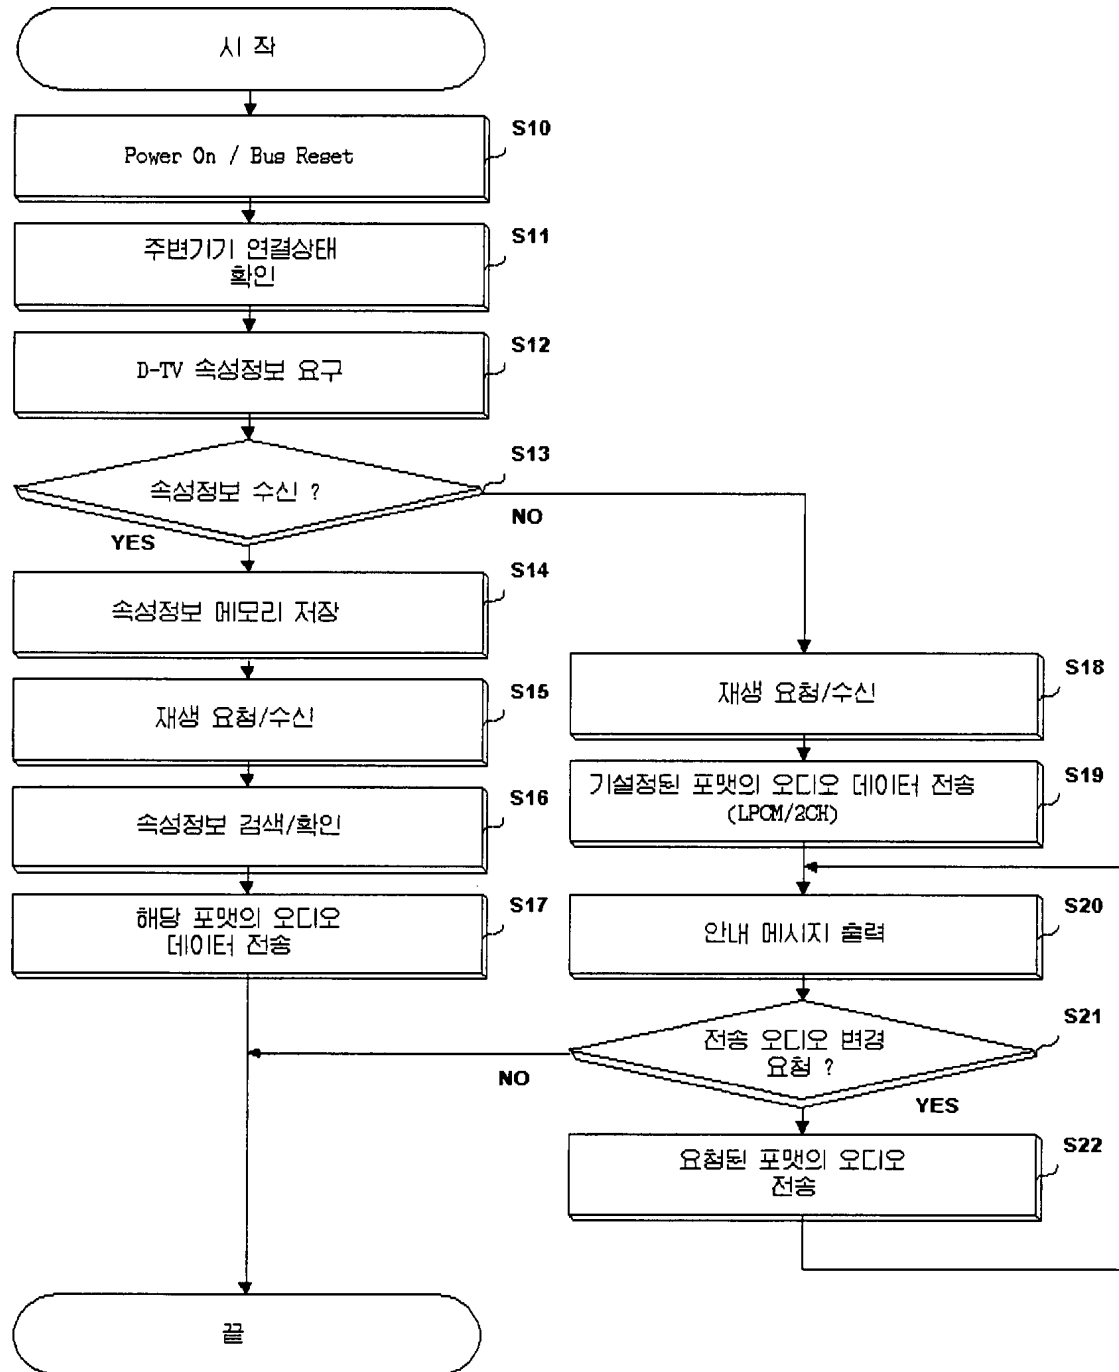 시 작
S10
Power On / Bus Reset
S11
주변기기 연결상태
확인
S12
D-TV 속성정보 요구
S13
속성정보 수신 ?
NO
YES
S14
속성정보 메모리 저장
S15
재생 요청/수신
S16
속성정보 검색/확인
S17
해당 포맷의 오디오
데이터 전송
S18
재생 요청/수신
S19
기설정된 포맷의 오디오 데이터 전송
(LPCM/2CH)
S20
안내 메시지 출력
S21
전송 오디오 변경
요청 ?
NO
YES
S22
요청된 포맷의 오디오
전송
끝